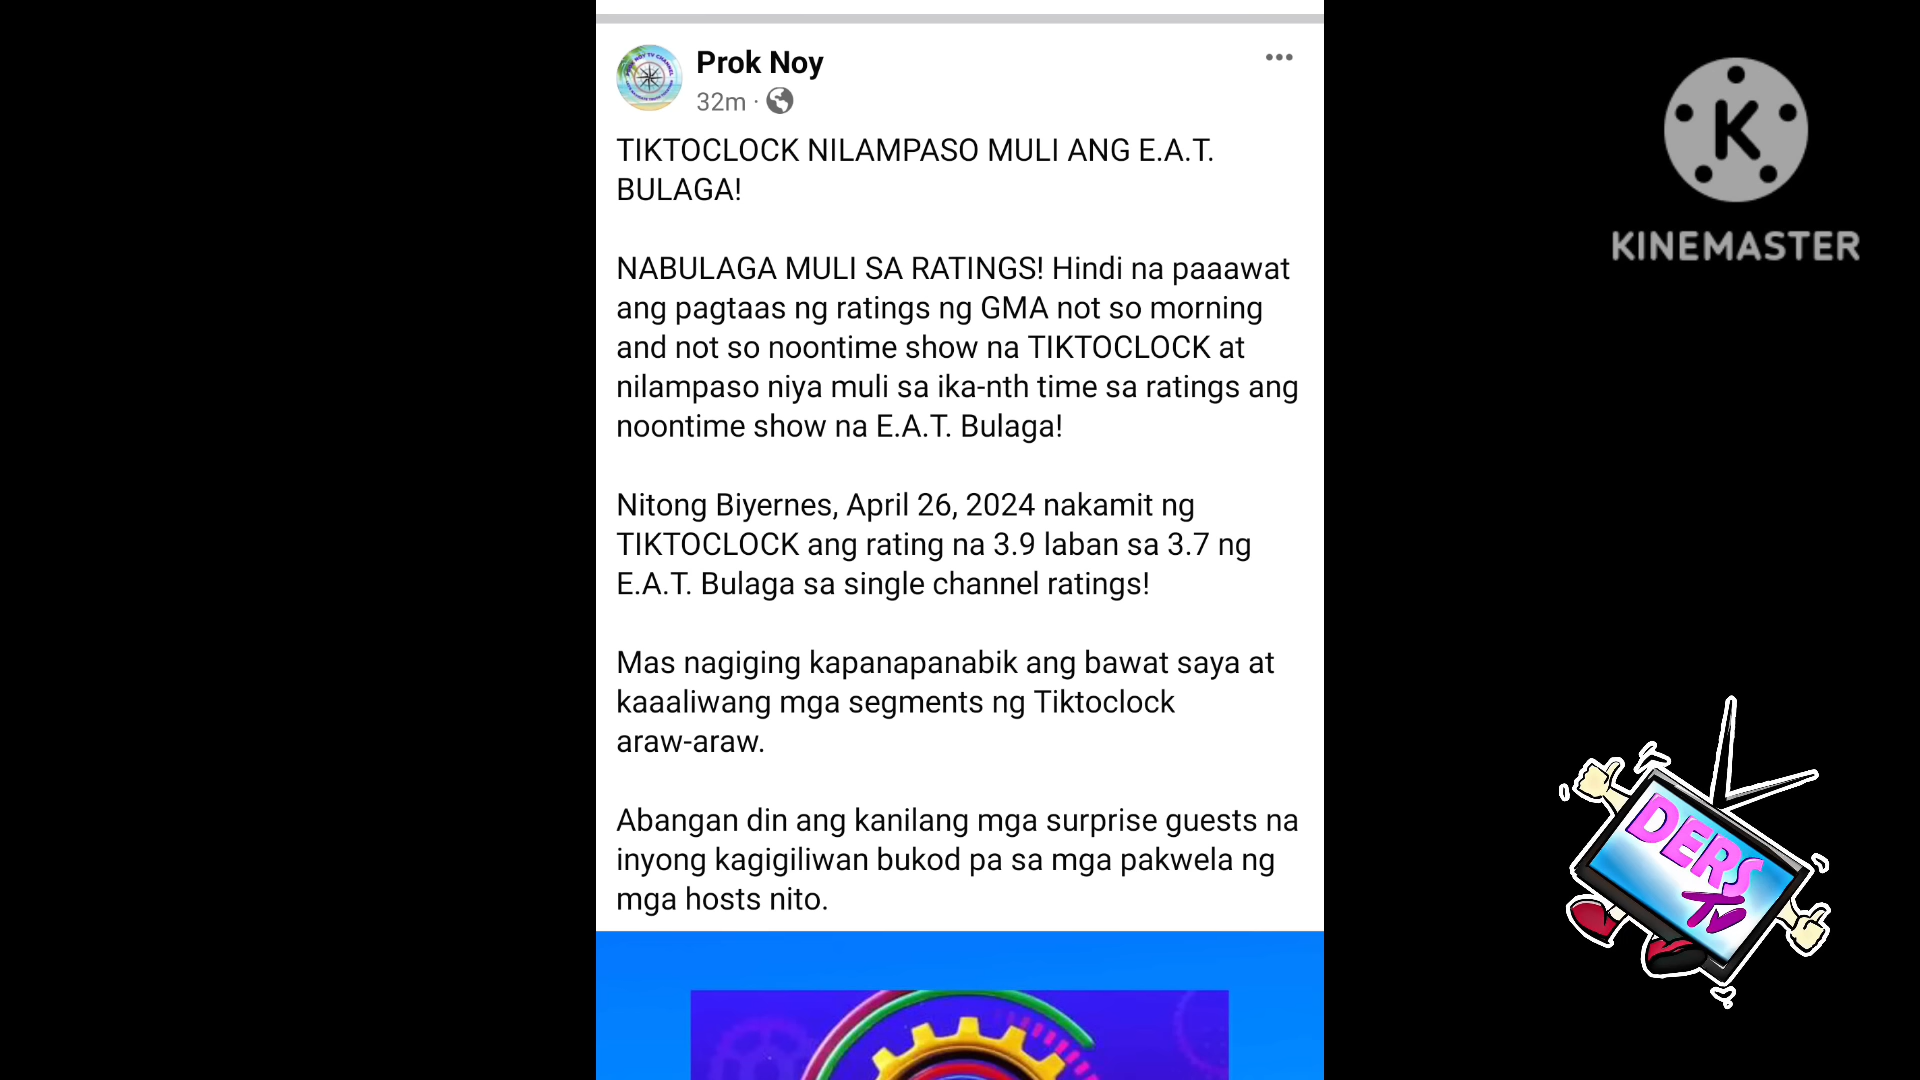 Prok Noy
32m ·
TIKTOCLOCK NILAMPASO MULI ANG E.A.T.
BULAGA!
NABULAGA MULI SA RATINGS! Hindi na paaawat
ang pagtaas ng ratings ng GMA not so morning
and not so noontime show na TIKTOCLOCK at
nilampaso niya muli sa ika-nth time sa ratings ang
noontime show na E.A.T. Bulaga!
Nitong Biyernes, April 26, 2024 nakamit ng
TIKTOCLOCK ang rating na 3.9 laban sa 3.7 ng
E.A.T. Bulaga sa single channel ratings!
Mas nagiging kapanapanabik ang bawat saya at
kaaaliwang mga segments ng Tiktoclock
araw-araw.
Abangan din ang kanilang mga surprise guests na
inyong kagigiliwan bukod pa sa mga pakwela ng
mga hosts nito.
K
KINEMASTER
DERS
TV